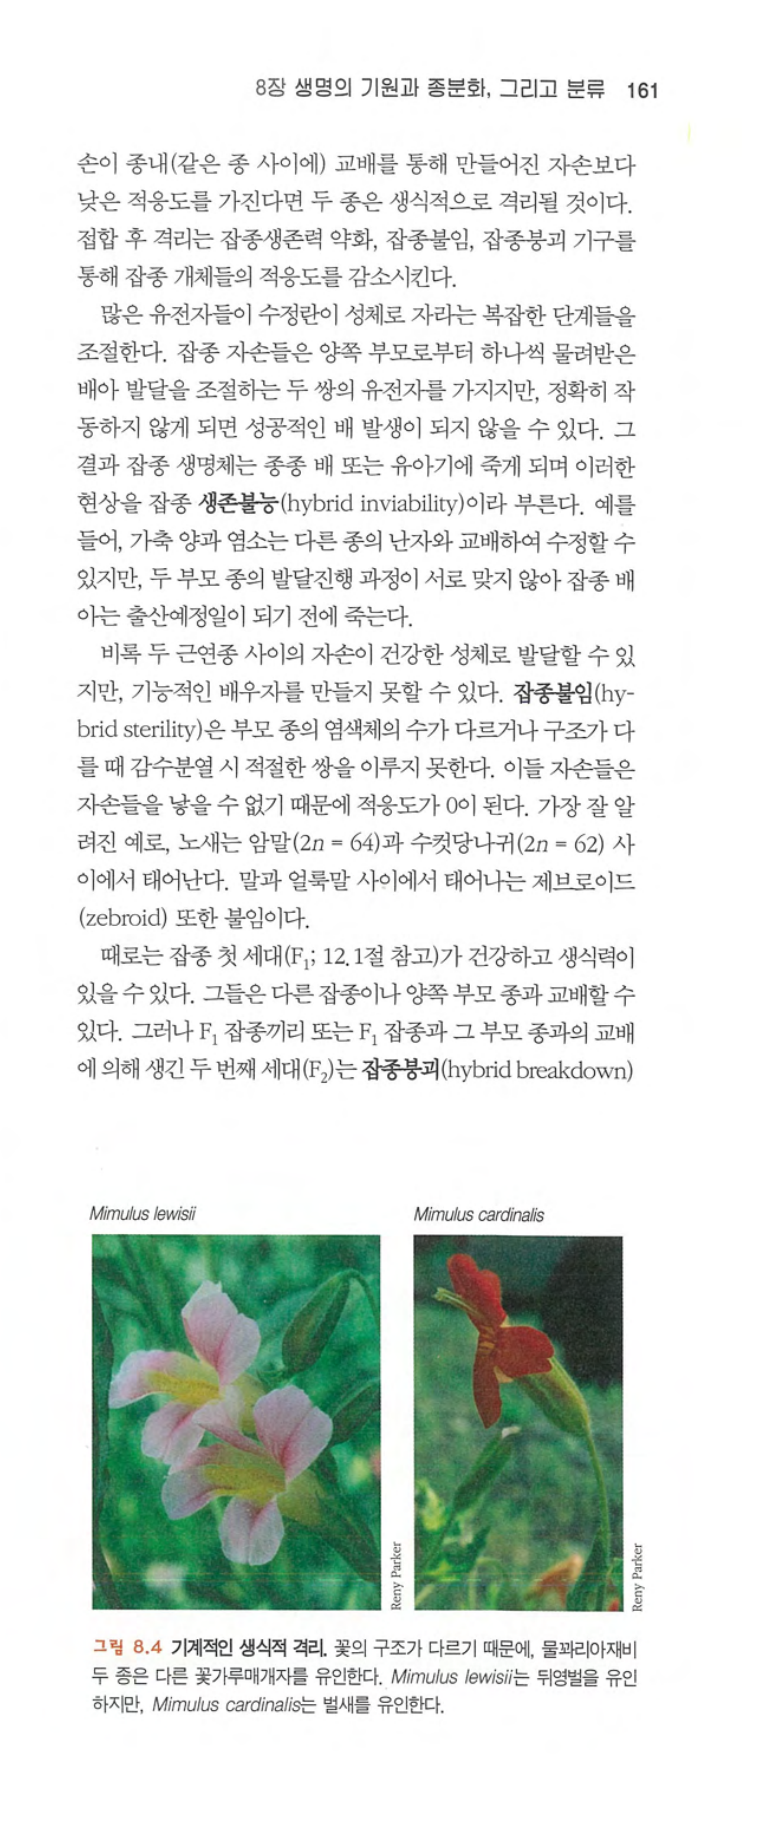 8장 생명의 기원과 종분화, 그리고 분류 161
손이 종내(같은 종 사이에) 교배를 통해 만들어진 자손보다
낮은 적응도를 가진다면 두 종은 생식적으로 격리될 것이다.
접합 후 격리는 잡종생존력 약화, 잡종불임, 잡종붕괴 기구를
통해 잡종 개체들의 적응도를 감소시킨다.
많은 유전자들이 수정란이 성체로 자라는 복잡한 단계들을
조절한다. 잡종 자손들은 양쪽 부모로부터 하나씩 물려받은
배아 발달을 조절하는 두 쌍의 유전자를 가지지만, 정확히 작
동하지 않게 되면 성공적인 배 발생이 되지 않을 수 있다. 그
결과 잡종 생명체는 종종 배 또는 유아기에 죽게 되며 이러한
현상을 잡종 생존불능(hybrid inviability)이라 부른다. 예를
들어, 가축 양과 염소는 다른 종의 난자와 교배하여 수정할 수
있지만, 두 부모 종의 발달진행 과정이 서로 맞지 않아 잡종 배
아는 출산예정일이 되기 전에 죽는다.
비록 두 근연종 사이의 자손이 건강한 성체로 발달할 수 있
지만, 기능적인 배우자를 만들지 못할 수 있다. 잡종불임(hy-
brid sterility)은 부모 종의 염색체의 수가 다르거나 구조가 다
를 때 감수분열 시 적절한 쌍을 이루지 못한다. 이들 자손들은
자손들을 낳을 수 없기 때문에 적응도가 0이 된다. 가장 잘 알
려진 예로, 노새는 암말(2n = 64)과 수컷당나귀(2n = 62) 사
이에서 태어난다. 말과 얼룩말 사이에서 태어나는 제브로이드
(zebroid) 또한 불임이다.
때로는 잡종 첫 세대(F₁; 12.1절 참고)가 건강하고 생식력이
있을 수 있다. 그들은 다른 잡종이나 양쪽 부모 종과 교배할 수
있다. 그러나 F₁ 잡종끼리 또는 F₁ 잡종과 그 부모 종과의 교배
에 의해 생긴 두 번째 세대(F₂)는 잡종붕괴(hybrid breakdown)
Mimulus lewisii
Mimulus cardinalis
Reny Parker
Reny Parker
그림 8.4 기계적인 생식적 격리. 꽃의 구조가 다르기 때문에, 물꽈리아재비
두 종은 다른 꽃가루매개자를 유인한다. Mimulus lewisii는 뒤영벌을 유인
하지만, Mimulus cardinalis는 벌새를 유인한다.